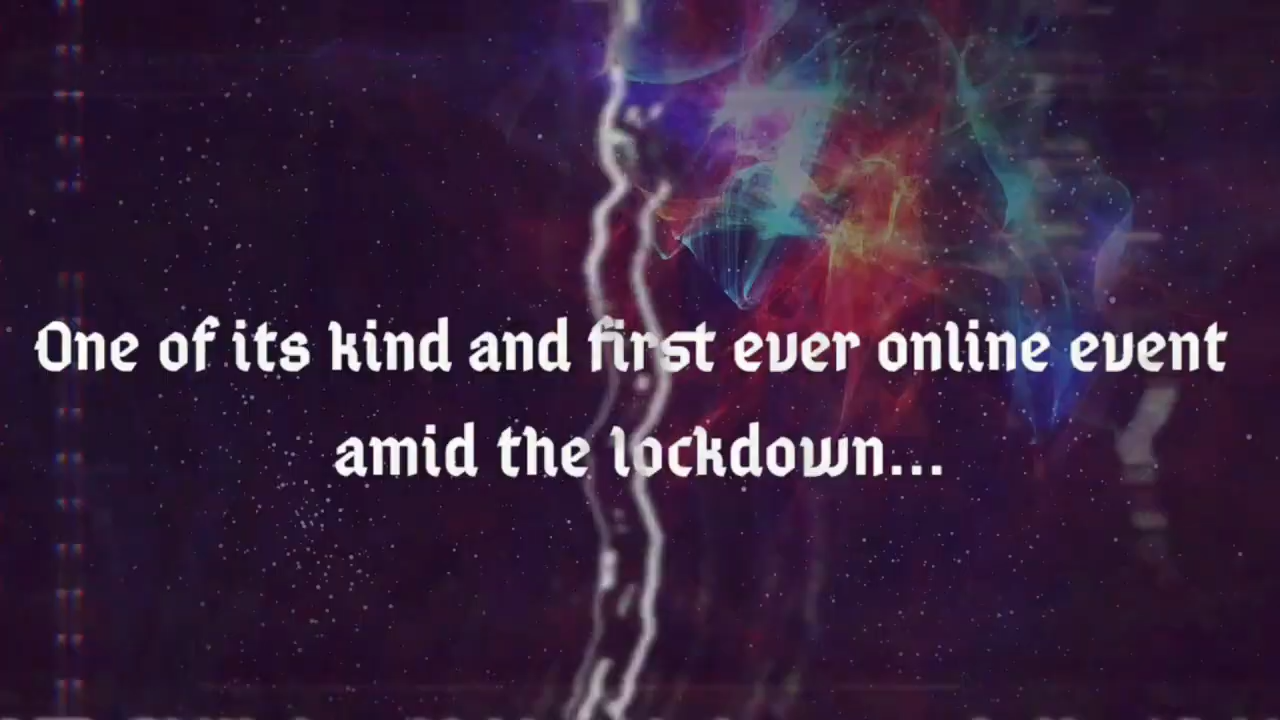 One of its kind and first ever online event
amid the lockdown...